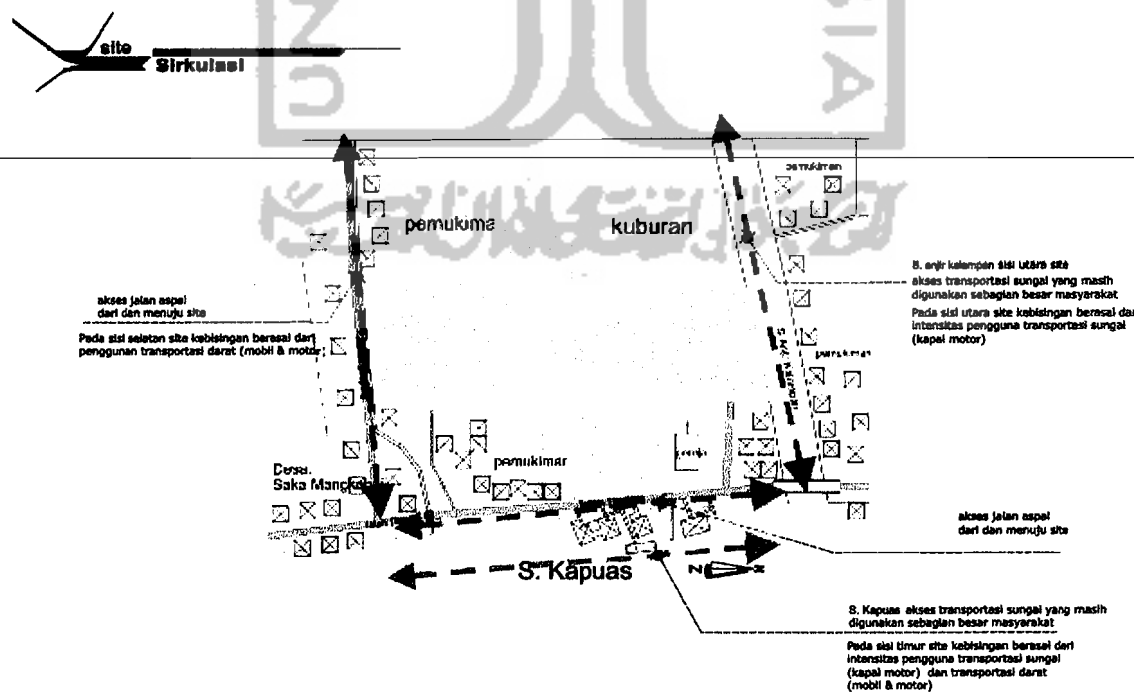 site
Sirkulasi
pemukiman
pemukima
kuburan
akses jalan aspal
dari dan menuju site
Pada sisi selatan site kebisingan berasal dari
penggunan transportasi darat (mobil & motor)
S. anjir kalampan sisi utara site
akses transportasi sungai yang masih
digunakan sebagian besar masyarakat
Pada sisi utara site kebisingan berasal dari
intensitas pengguna transportasi sungai
(kapal motor)
pemukiman
pemukimar
Desa.
Saka Mangk
S. Kapuas
N
akses jalan aspal
dari dan menuju site
S. Kapuas akses transportasi sungai yang masih
digunakan sebagian besar masyarakat
Pada sisi timur site kebisingan berasal dari
intensitas pengguna transportasi sungai
(kapal motor) dan transportasi darat
(mobil & motor)